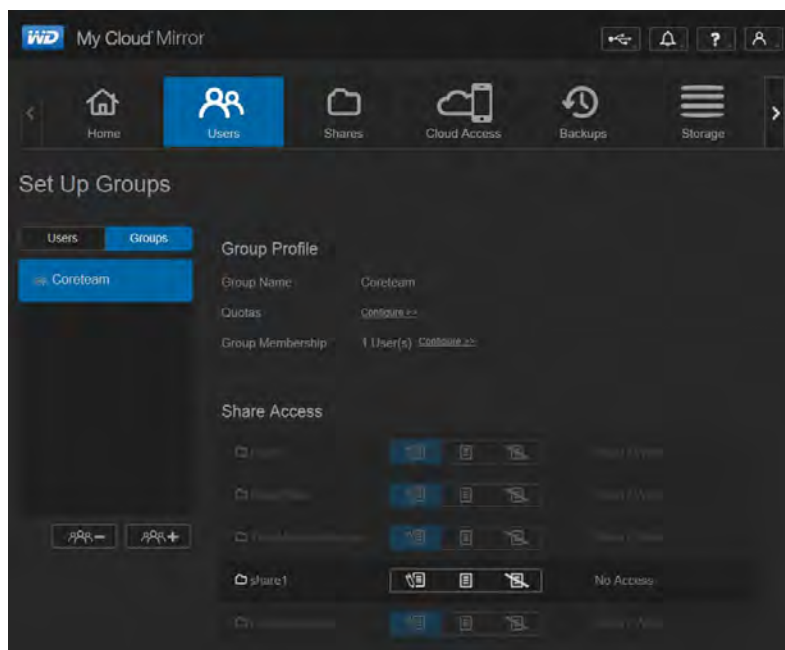 WD My Cloud Mirror
?
Home Users Shares Cloud Access Backups Storage
Set Up Groups
Users Groups
Coreteam
Group Profile
Group Name Coreteam
Quotas Configure >>
Group Membership 1 User(s) Configure >>
Share Access
share1 No Access